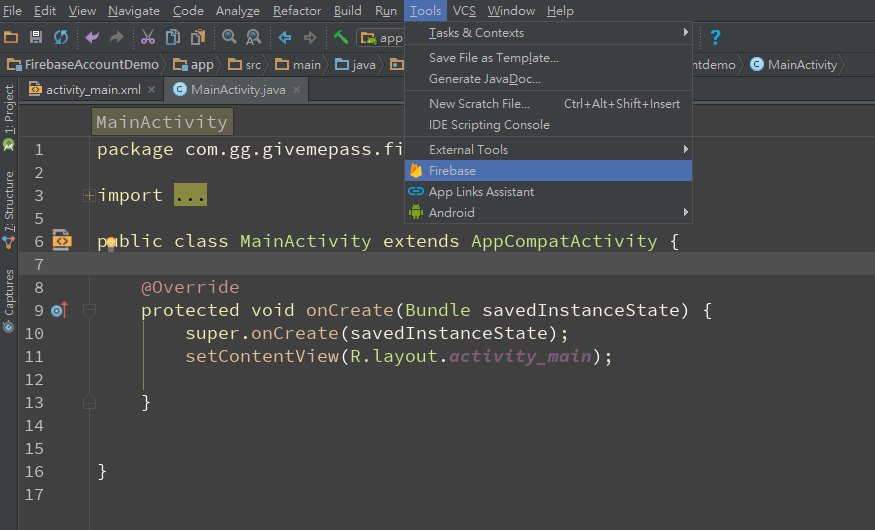 File Edit View Navigate Code Analyze Refactor Build Run Tools VCS Window Help
app
?
FirebaseAccountDemo app src main java ntdemo MainActivity
Tasks & Contexts
Save File as Template...
Generate JavaDoc...
New Scratch File... Ctrl+Alt+Shift+Insert
IDE Scripting Console
External Tools
Firebase
App Links Assistant
Android
1: Project
7: Structure
Captures
activity_main.xml MainActivity.java
MainActivity
1 package com.gg.givemepass.fi
2
3 import ...
5
6 public class MainActivity extends AppCompatActivity {
7
8 @Override
9 protected void onCreate(Bundle savedInstanceState) {
10 super.onCreate(savedInstanceState);
11 setContentView(R.layout.activity_main);
12
13 }
14
15
16 }
17